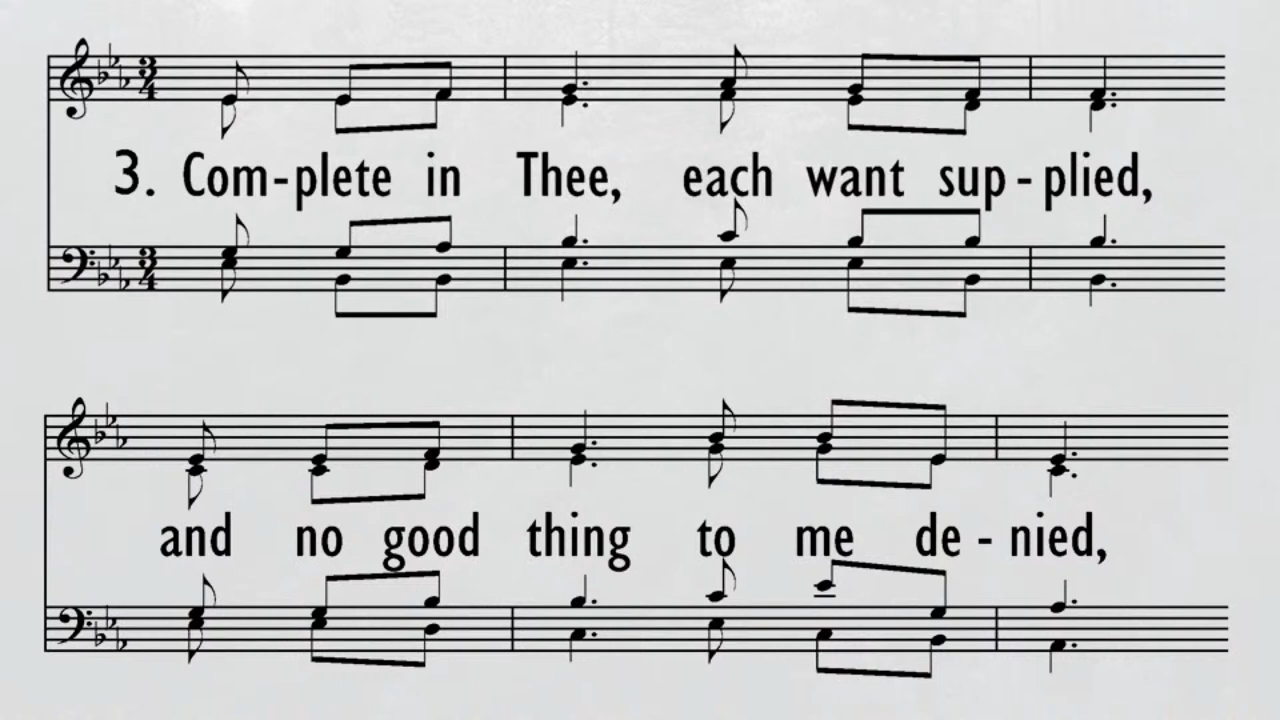 3. Com-plete in Thee, each want sup-plied,
and no good thing to me de-nied,